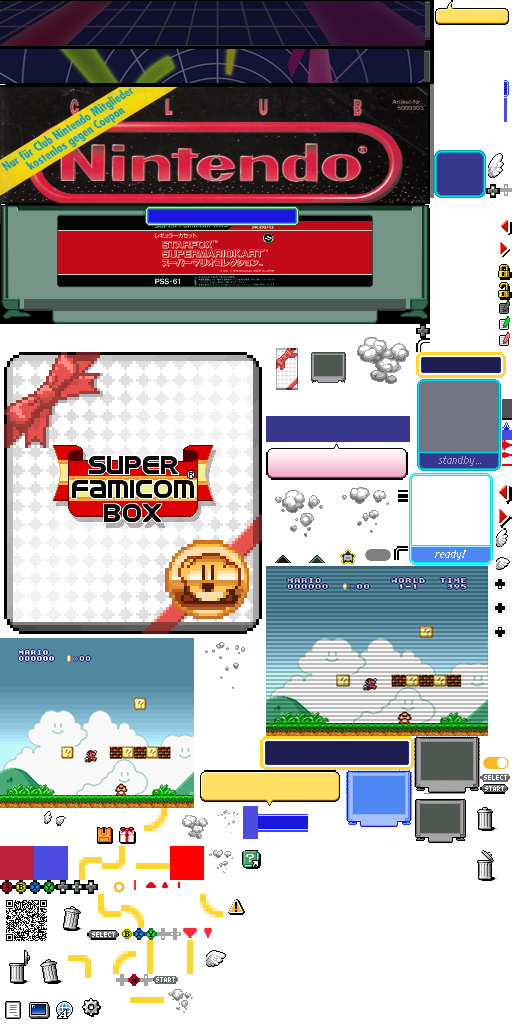 C L U B
Artikel-Nr.:
5009303
Nur für Club Nintendo Mitglieder
kostenlos gegen Coupon
Nintendo®
レギュラーカセット
STARFOX™
SUPERMARIOKART™
スーパーマリオコレクション™
PSS-61
SUPER
FAMICOM®
BOX
standby...
ready!
MARIO WORLD TIME
000000 ×00 1-1 395
MARIO
000000 ×00
SELECT
START
A B X Y
SELECT B X Y
START